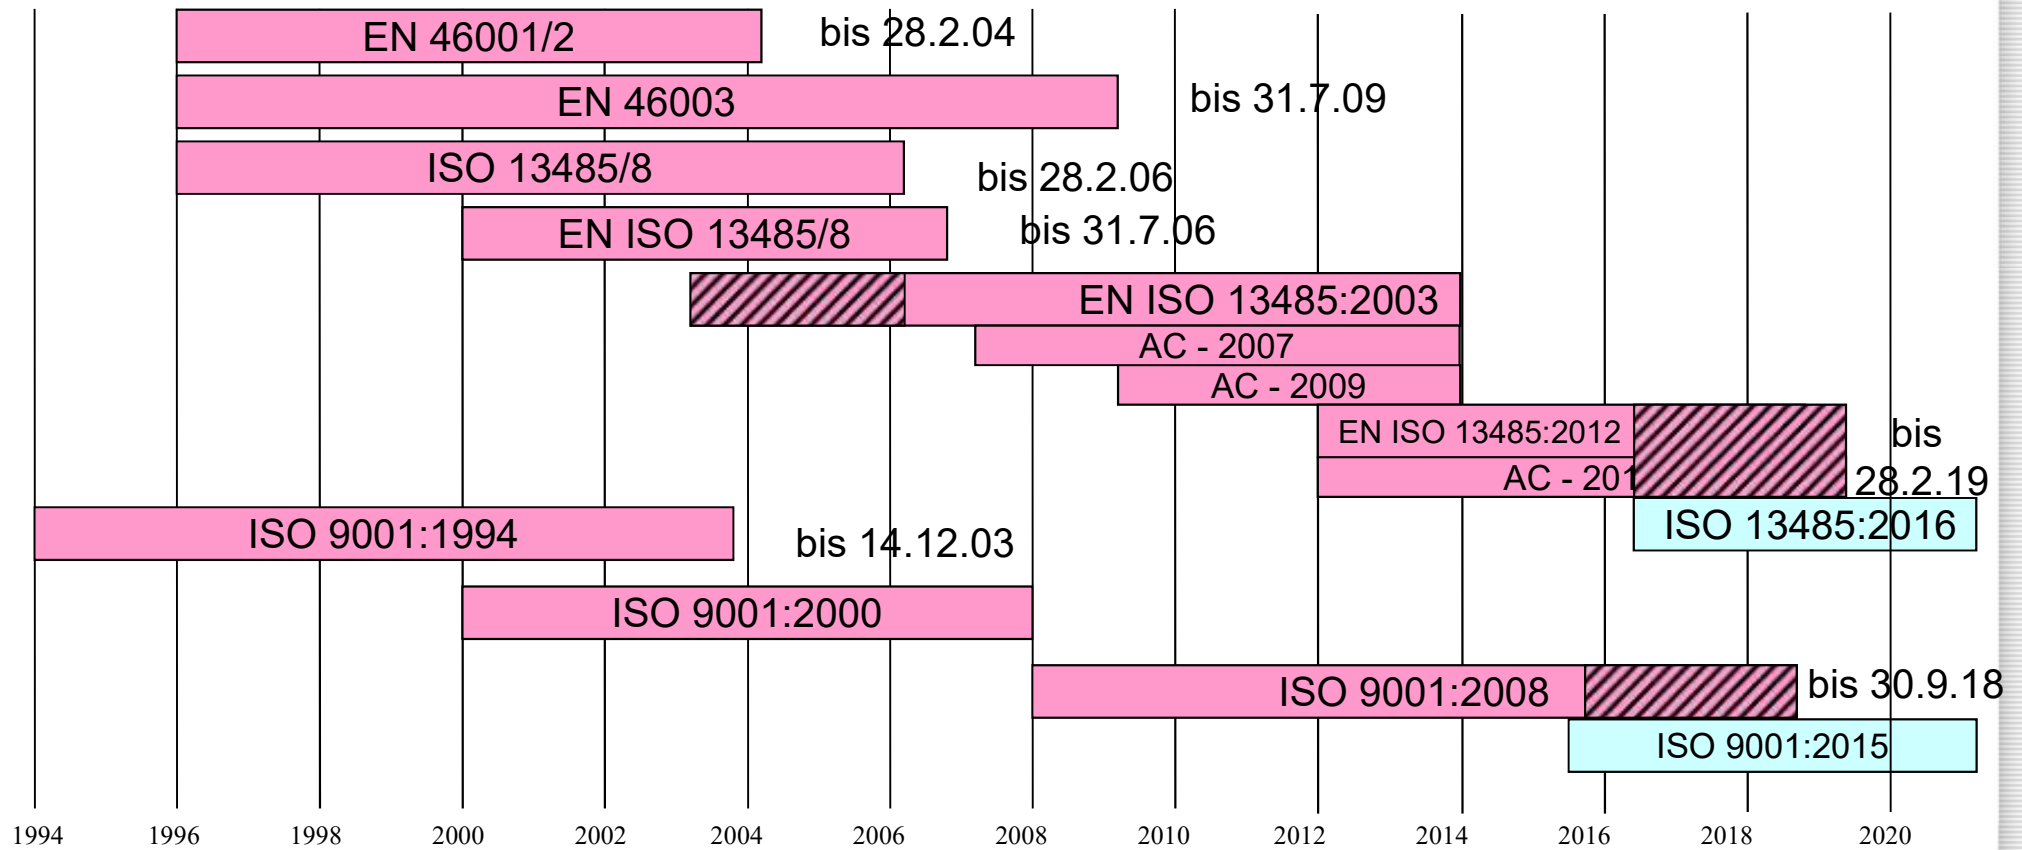 EN 46001/2
bis 28.2.04
EN 46003
bis 31.7.09
ISO 13485/8
bis 28.2.06
EN ISO 13485/8
bis 31.7.06
EN ISO 13485:2003
AC - 2007
AC - 2009
EN ISO 13485:2012
bis
28.2.19
AC - 201
ISO 13485:2016
ISO 9001:1994
bis 14.12.03
ISO 9001:2000
ISO 9001:2008
bis 30.9.18
ISO 9001:2015
1994 1996 1998 2000 2002 2004 2006 2008 2010 2012 2014 2016 2018 2020